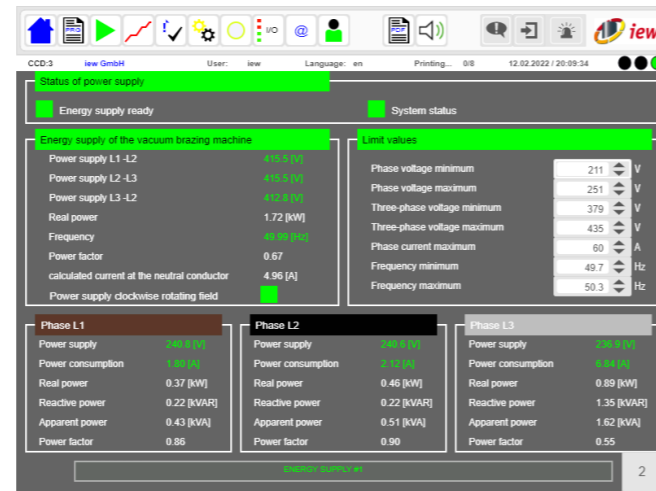 PRG I/O @ PDF iew
CCD:3 iew GmbH User: iew Language: en Printing... 0/8 12.02.2022 / 20:09:34
Status of power supply
Energy supply ready System status
Energy supply of the vacuum brazing machine
Power supply L1 -L2 415.5 [V]
Power supply L2 -L3 415.5 [V]
Power supply L3 -L2 412.8 [V]
Real power 1.72 [kW]
Frequency 49.99 [Hz]
Power factor 0.67
calculated current at the neutral conductor 4.96 [A]
Power supply clockwise rotating field
Limit values
Phase voltage minimum 211 V
Phase voltage maximum 251 V
Three-phase voltage minimum 379 V
Three-phase voltage maximum 435 V
Phase current maximum 60 A
Frequency minimum 49.7 Hz
Frequency maximum 50.3 Hz
Phase L1
Power supply 240.8 [V]
Power consumption 1.80 [A]
Real power 0.37 [kW]
Reactive power 0.22 [kVAR]
Apparent power 0.43 [kVA]
Power factor 0.86
Phase L2
Power supply 240.6 [V]
Power consumption 2.12 [A]
Real power 0.46 [kW]
Reactive power 0.22 [kVAR]
Apparent power 0.51 [kVA]
Power factor 0.90
Phase L3
Power supply 236.9 [V]
Power consumption 6.84 [A]
Real power 0.89 [kW]
Reactive power 1.35 [kVAR]
Apparent power 1.62 [kVA]
Power factor 0.55
ENERGY SUPPLY #1
2